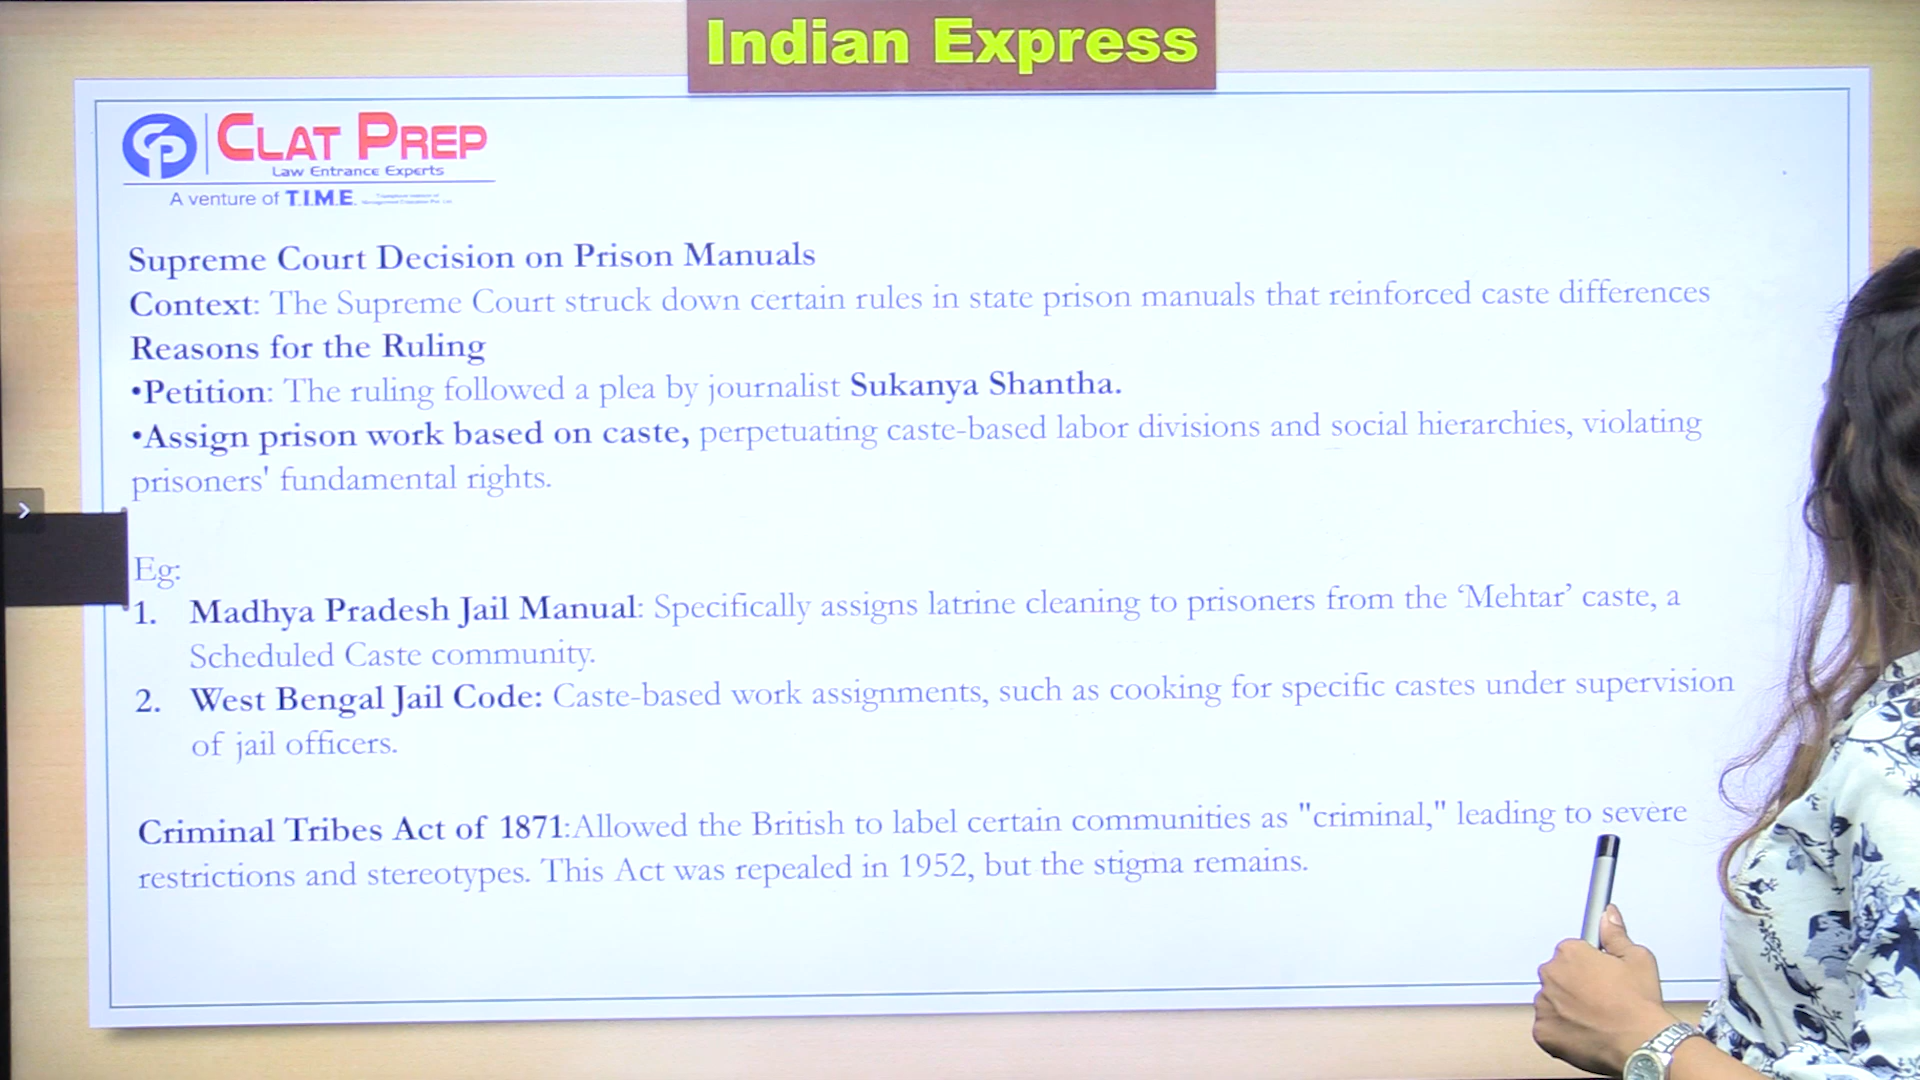 Indian Express
CLAT PREP
Law Entrance Experts
A venture of T.I.M.E.
Supreme Court Decision on Prison Manuals
Context: The Supreme Court struck down certain rules in state prison manuals that reinforced caste differences
Reasons for the Ruling
•Petition: The ruling followed a plea by journalist Sukanya Shantha.
•Assign prison work based on caste, perpetuating caste-based labor divisions and social hierarchies, violating
prisoners' fundamental rights.
Eg:
1. Madhya Pradesh Jail Manual: Specifically assigns latrine cleaning to prisoners from the ‘Mehtar’ caste, a
Scheduled Caste community.
2. West Bengal Jail Code: Caste-based work assignments, such as cooking for specific castes under supervision
of jail officers.
Criminal Tribes Act of 1871:Allowed the British to label certain communities as "criminal," leading to severe
restrictions and stereotypes. This Act was repealed in 1952, but the stigma remains.